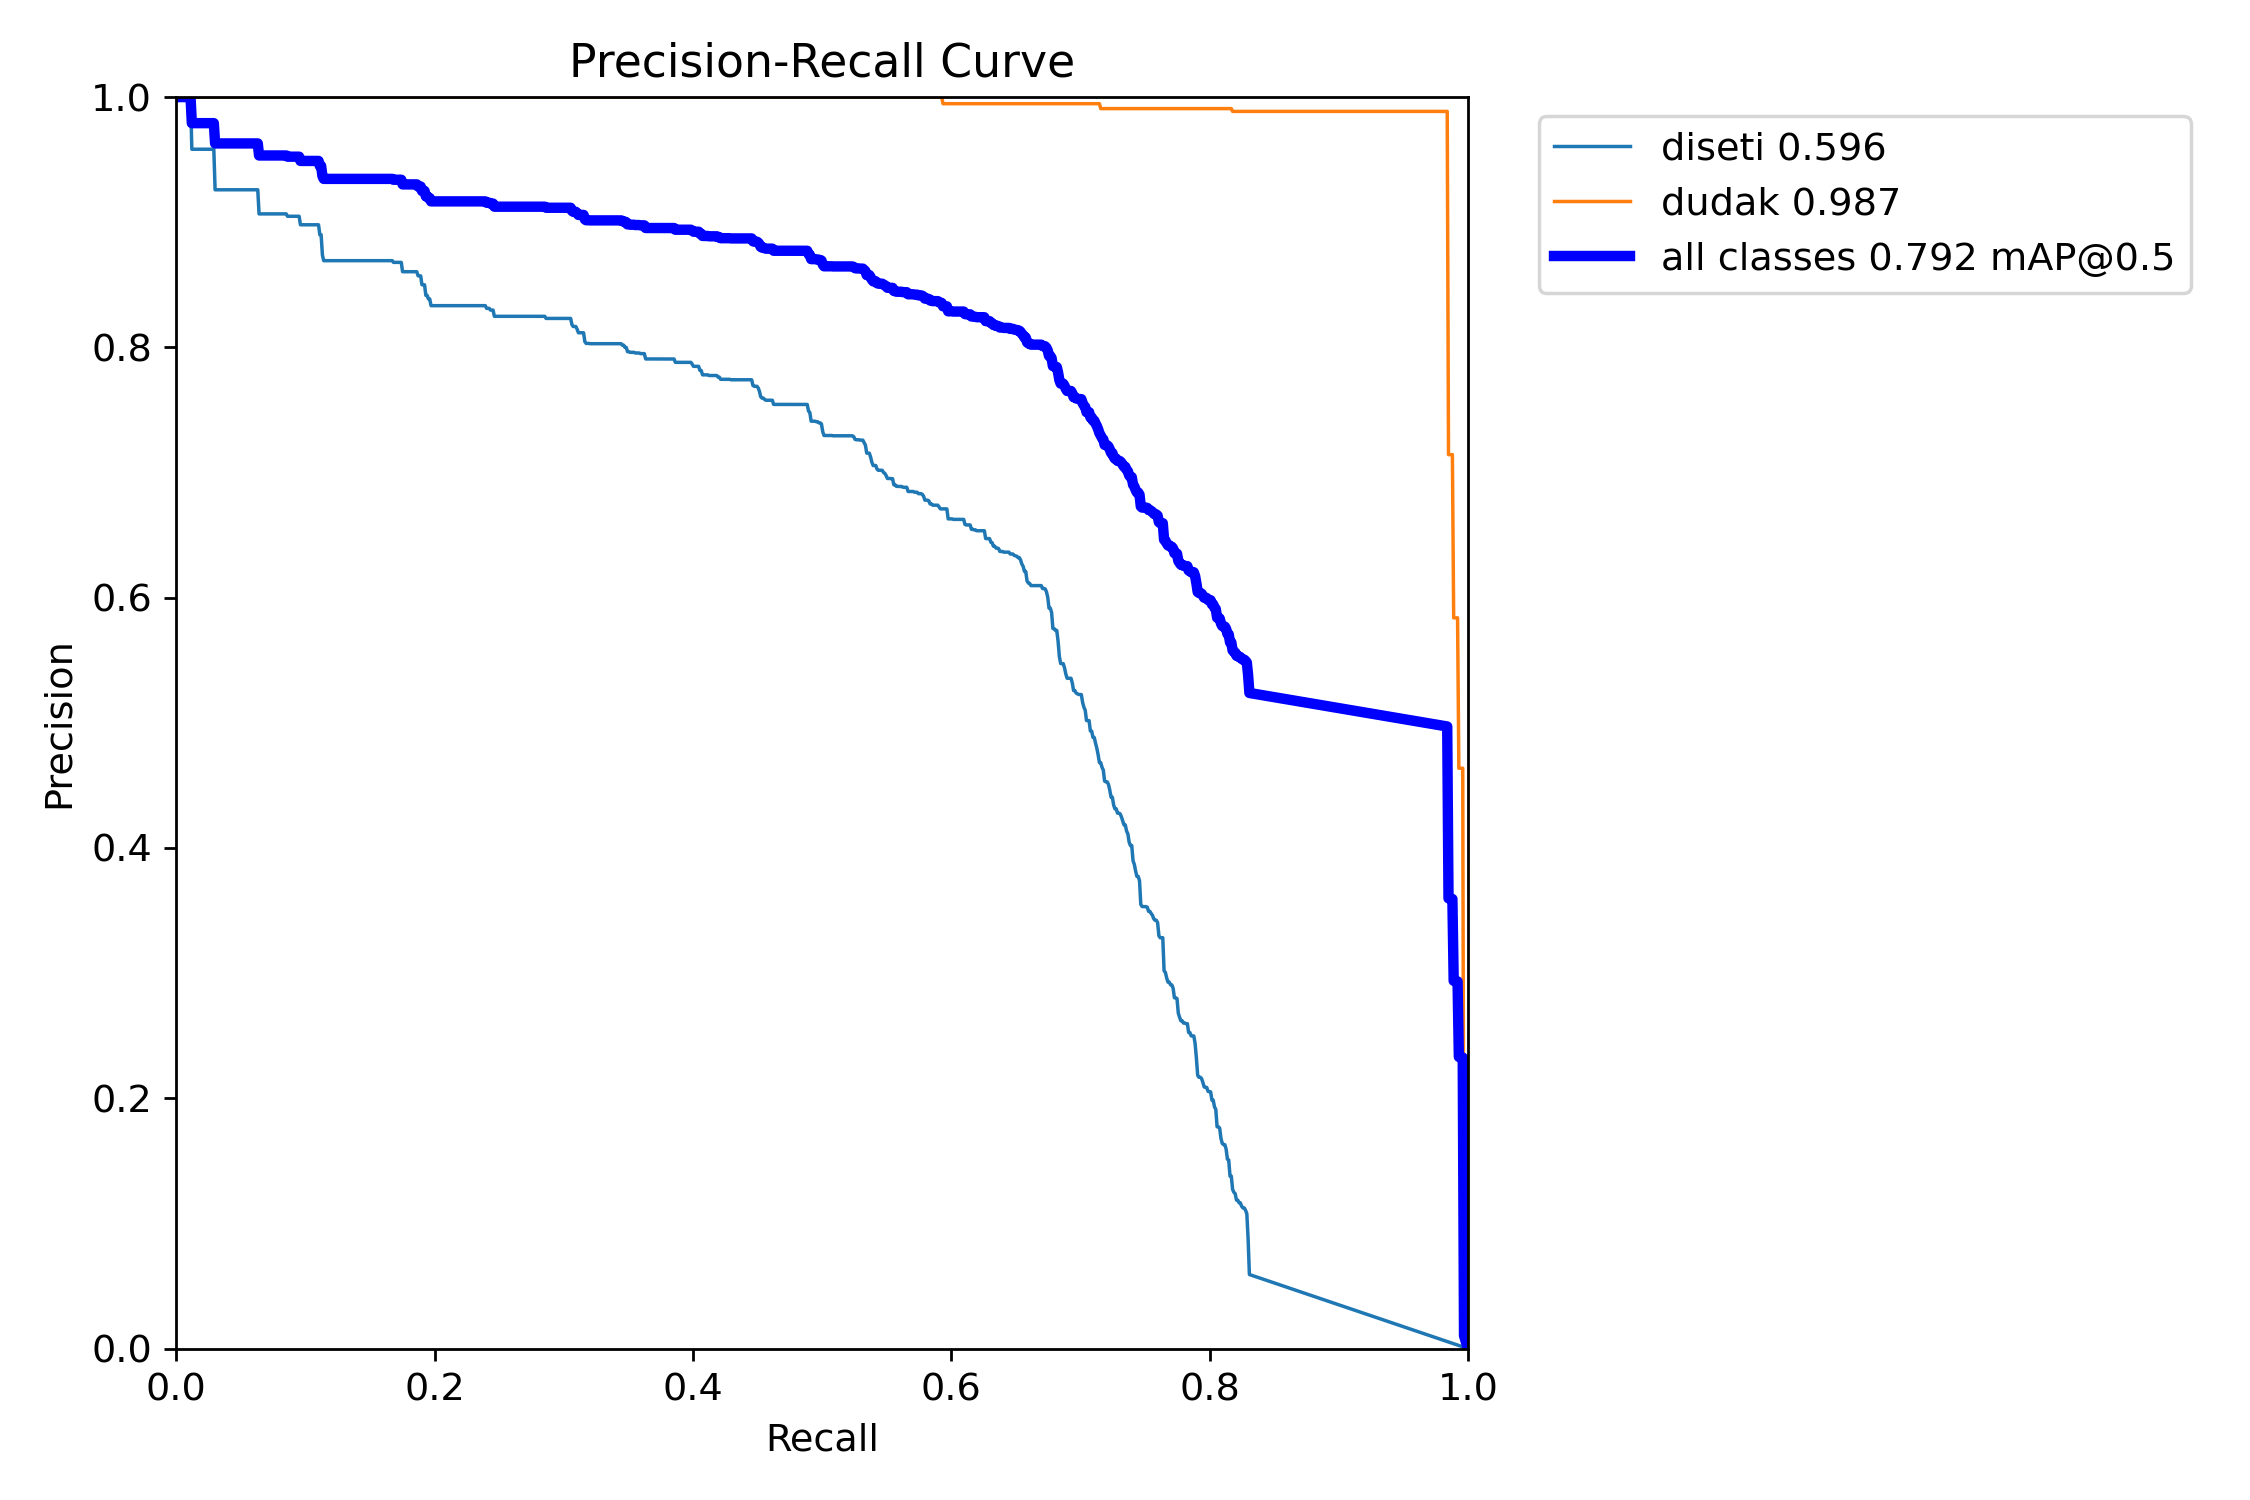 Precision-Recall Curve
1.0
0.8
0.6
0.4
0.2
0.0
Precision
0.0 0.2 0.4 0.6 0.8 1.0
Recall
diseti 0.596
dudak 0.987
all classes 0.792 mAP@0.5